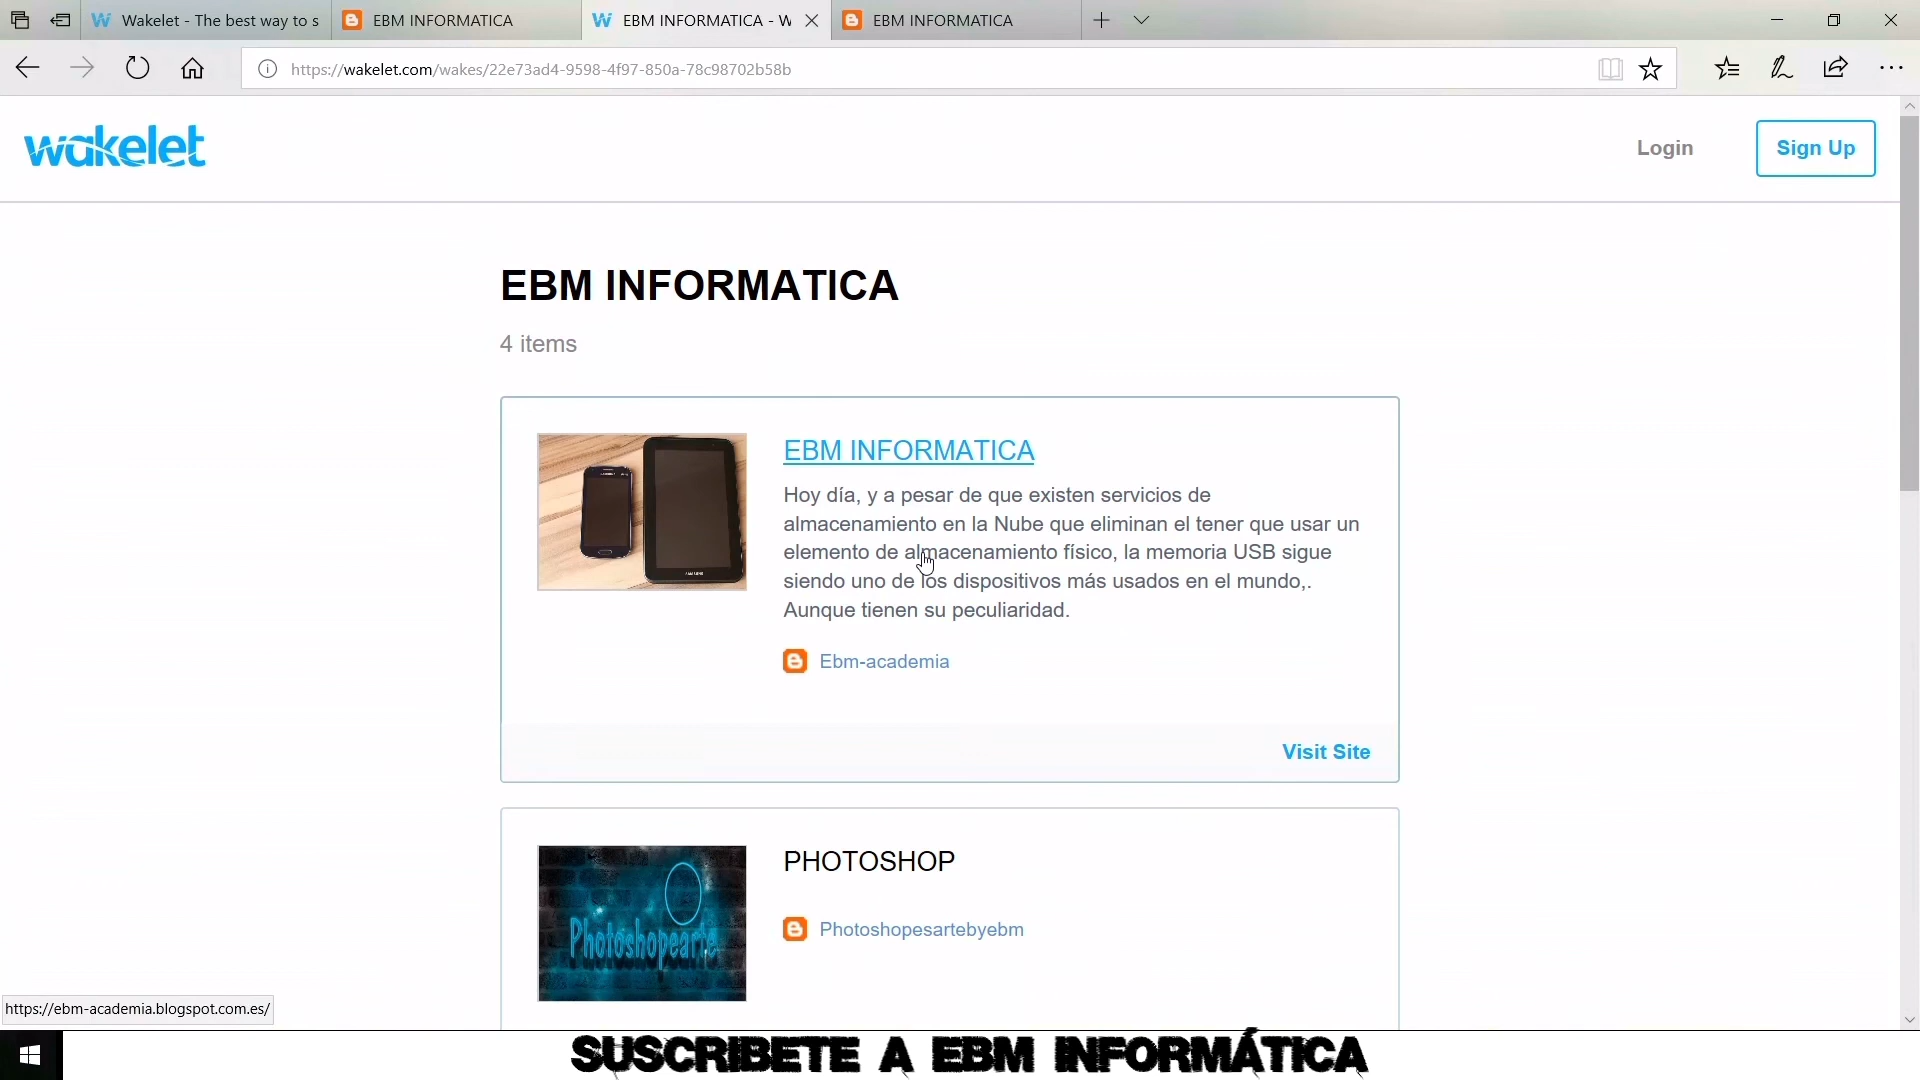 Wakelet - The best way to s
EBM INFORMATICA
EBM INFORMATICA - W
EBM INFORMATICA
https://wakelet.com/wakes/22e73ad4-9598-4f97-850a-78c98702b58b
wakelet
Login
Sign Up
EBM INFORMATICA
4 items
EBM INFORMATICA
Hoy día, y a pesar de que existen servicios de
almacenamiento en la Nube que eliminan el tener que usar un
elemento de almacenamiento físico, la memoria USB sigue
siendo uno de los dispositivos más usados en el mundo,.
Aunque tienen su peculiaridad.
SAMSUNG
Ebm-academia
Visit Site
PHOTOSHOP
Photoshopearte
Photoshopesartebyebm
https://ebm-academia.blogspot.com.es/
SUSCRIBETE A EBM INFORMÁTICA